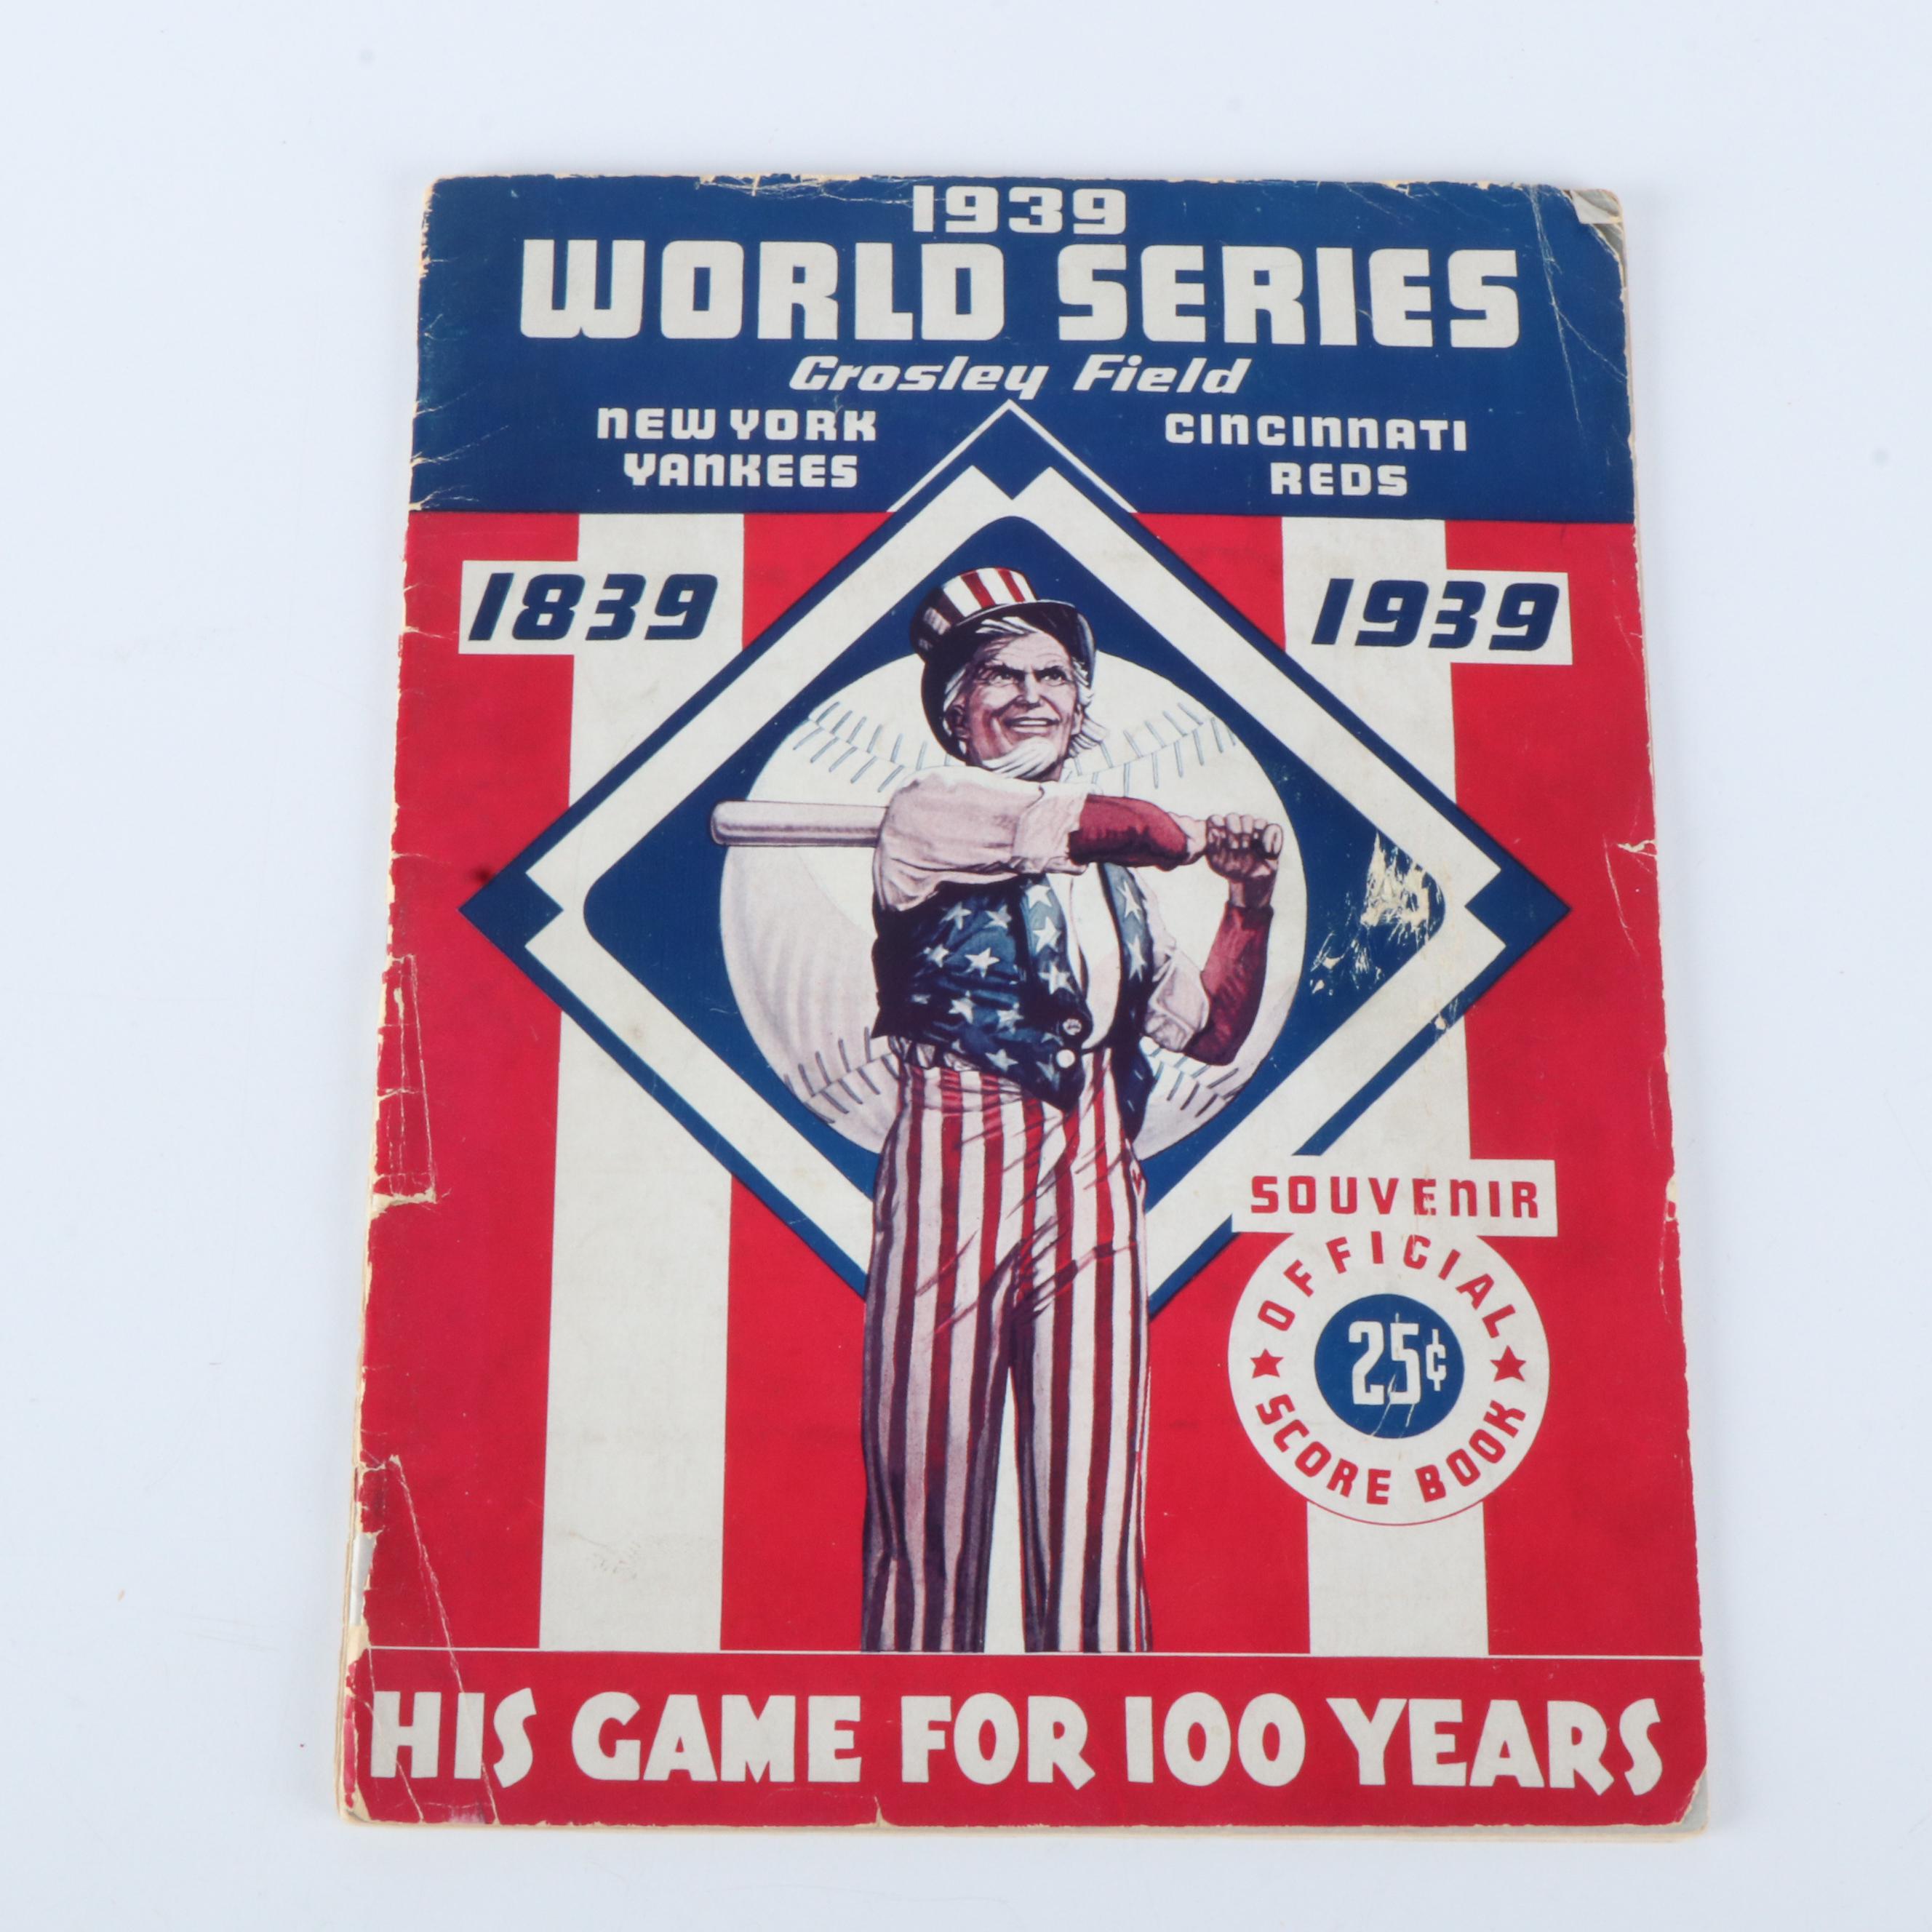 1939
WORLD SERIES
Crosley Field
NEW YORK
YANKEES
CINCINNATI
REDS
1839
1939
SOUVENIR
OFFICIAL
25¢
SCORE BOOK
HIS GAME FOR 100 YEARS